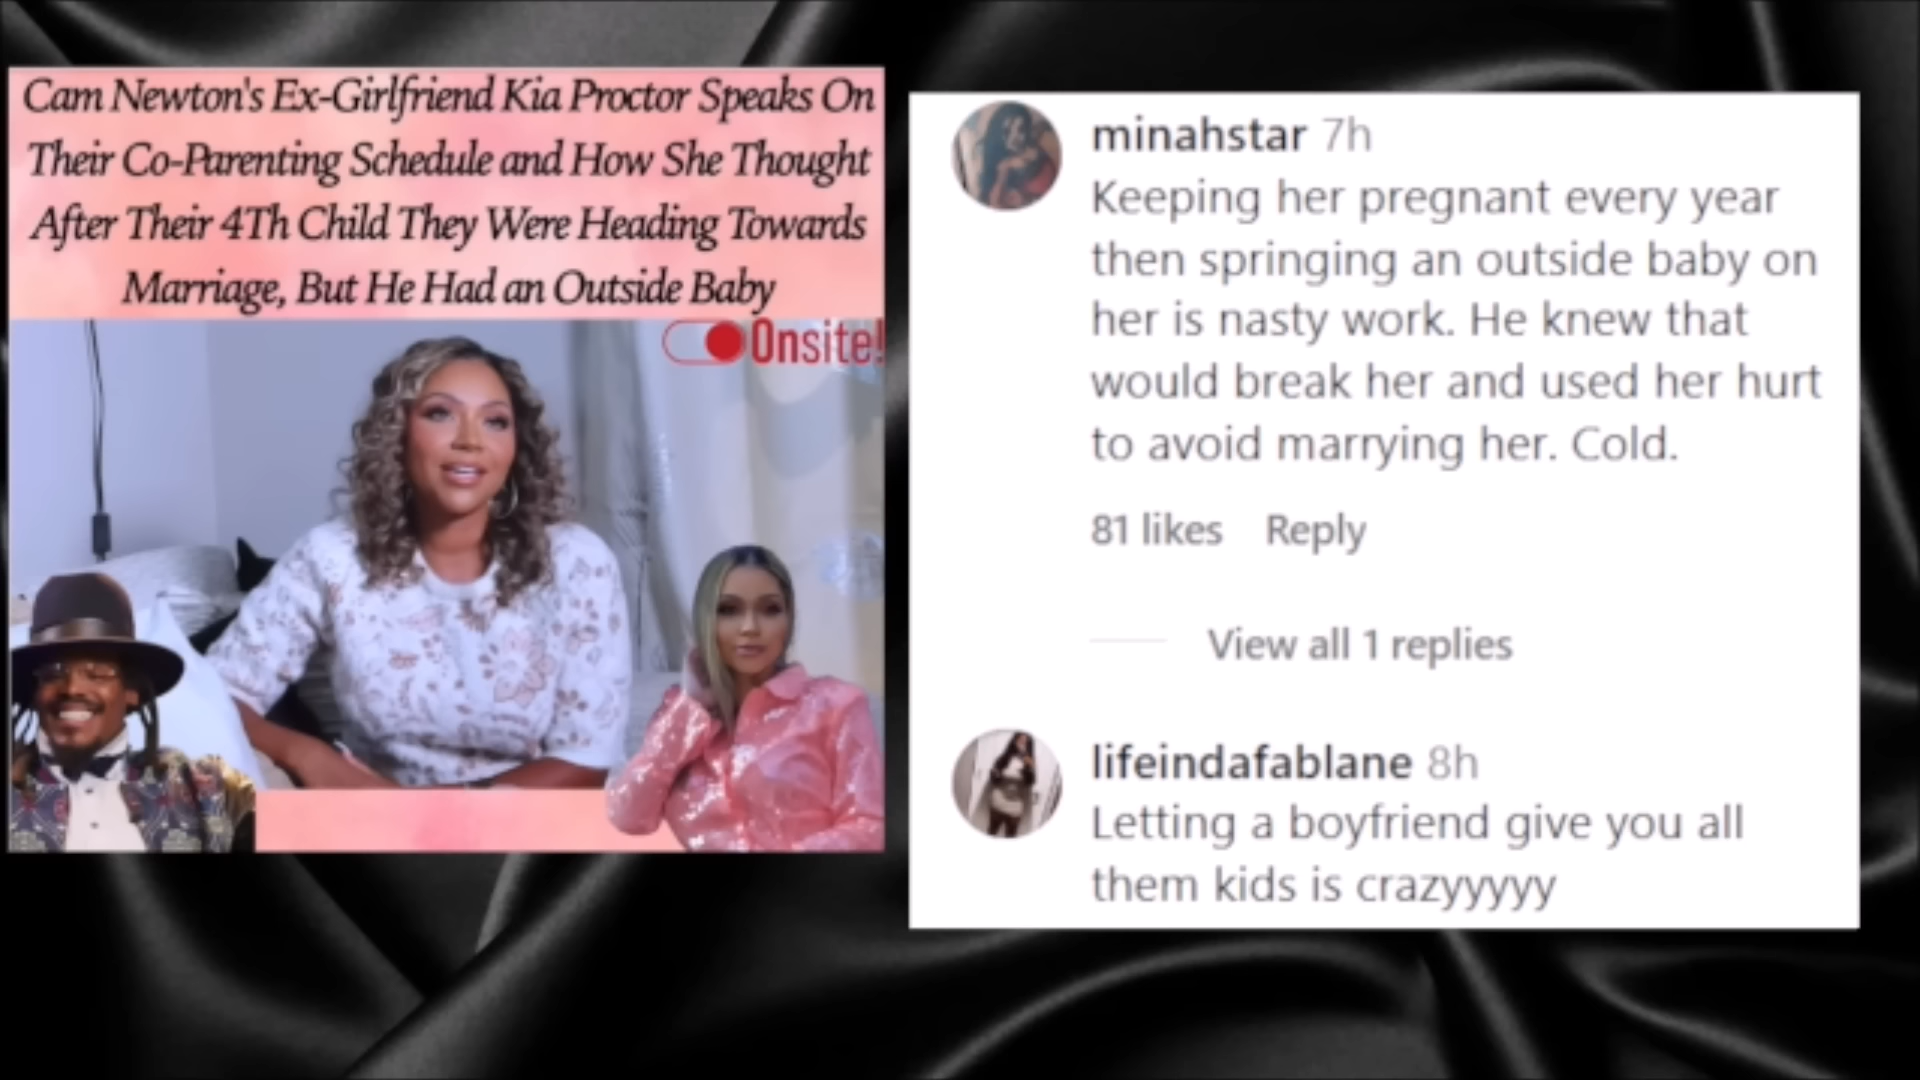 Cam Newton's Ex-Girlfriend Kia Proctor Speaks On
Their Co-Parenting Schedule and How She Thought
After Their 4Th Child They Were Heading Towards
Marriage, But He Had an Outside Baby
Onsite!
minahstar 7h
Keeping her pregnant every year
then springing an outside baby on
her is nasty work. He knew that
would break her and used her hurt
to avoid marrying her. Cold.
81 likes Reply
View all 1 replies
lifeindafablane 8h
Letting a boyfriend give you all
them kids is crazyyyyy